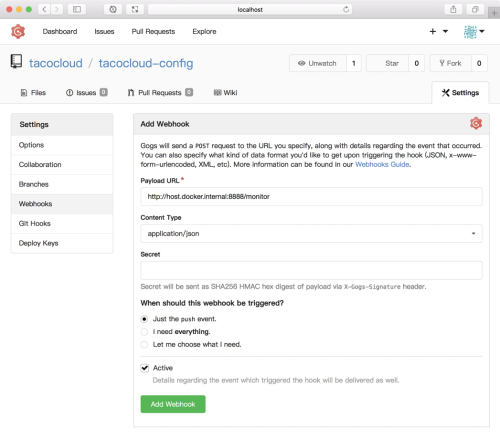 localhost
Dashboard Issues Pull Requests Explore
tacocloud / tacocloud-config
Unwatch 1 Star 0 Fork 0
Files Issues 0 Pull Requests 0 Wiki Settings
Settings
Options
Collaboration
Branches
Webhooks
Git Hooks
Deploy Keys
Add Webhook
Gogs will send a POST request to the URL you specify, along with details regarding the event that occurred.
You can also specify what kind of data format you'd like to get upon triggering the hook (JSON, x-www-
form-urlencoded, XML, etc). More information can be found in our Webhooks Guide.
Payload URL*
http://host.docker.internal:8888/monitor
Content Type
application/json
Secret
Secret will be sent as SHA256 HMAC hex digest of payload via X-Gogs-Signature header.
When should this webhook be triggered?
Just the push event.
I need everything.
Let me choose what I need.
Active
Details regarding the event which triggered the hook will be delivered as well.
Add Webhook